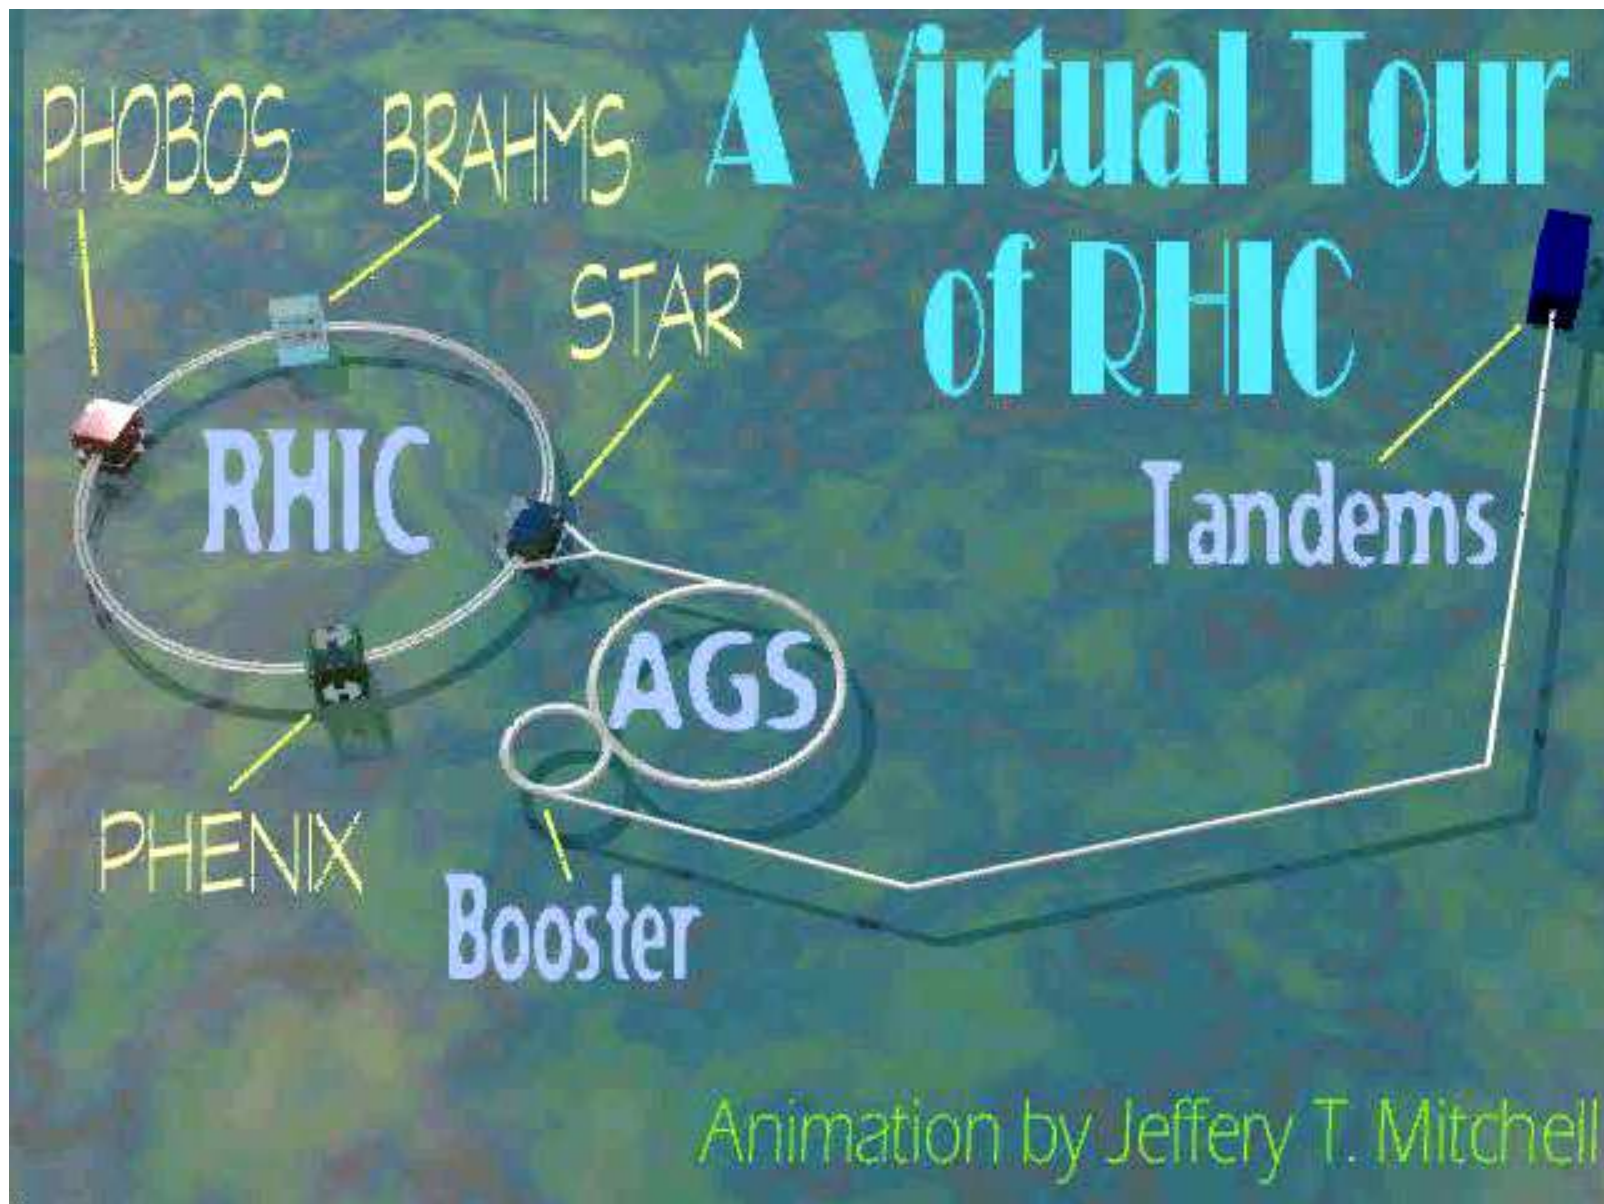 A Virtual Tour
of RHIC
PHOBOS
BRAHMS
STAR
RHIC
Tandems
AGS
PHENIX
Booster
Animation by Jeffery T. Mitchell